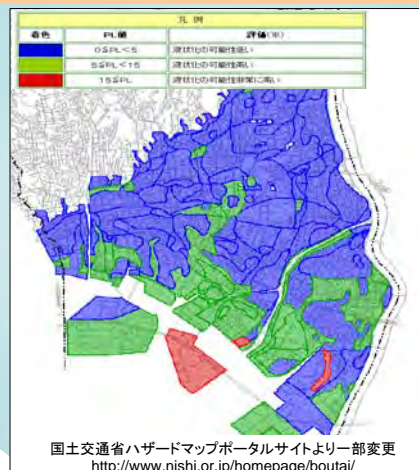 凡例
着色 PL値 評価(※)
0≦PL<5 液状化の可能性低い
5≦PL<15 液状化の可能性高い
15≦PL 液状化の可能性非常に高い
国土交通省ハザードマップポータルサイトより一部変更
http://www.nishi.or.jp/homepage/boutai/